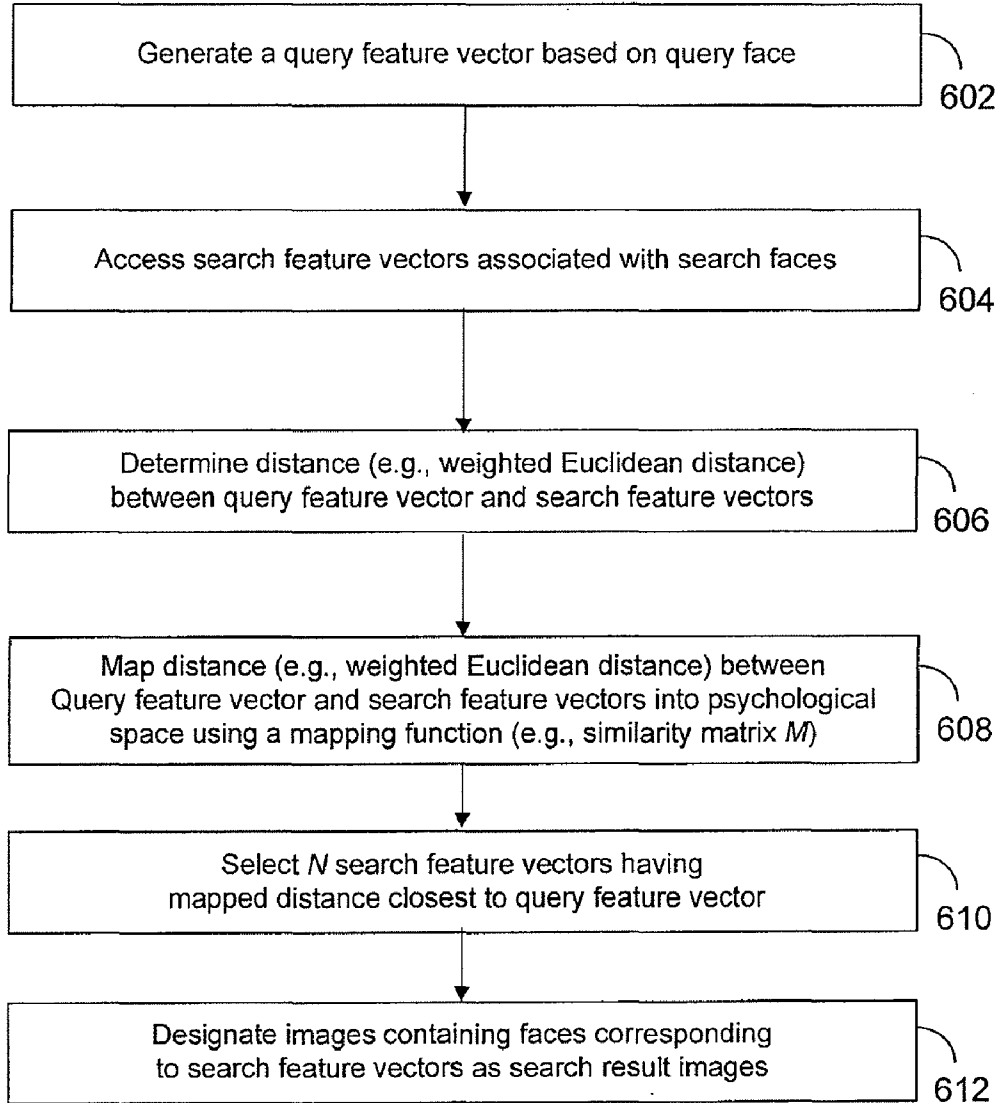 Generate a query feature vector based on query face
602
Access search feature vectors associated with search faces
604
Determine distance (e.g., weighted Euclidean distance)
between query feature vector and search feature vectors
606
Map distance (e.g., weighted Euclidean distance) between
Query feature vector and search feature vectors into psychological
space using a mapping function (e.g., similarity matrix M)
608
Select N search feature vectors having
mapped distance closest to query feature vector
610
Designate images containing faces corresponding
to search feature vectors as search result images
612